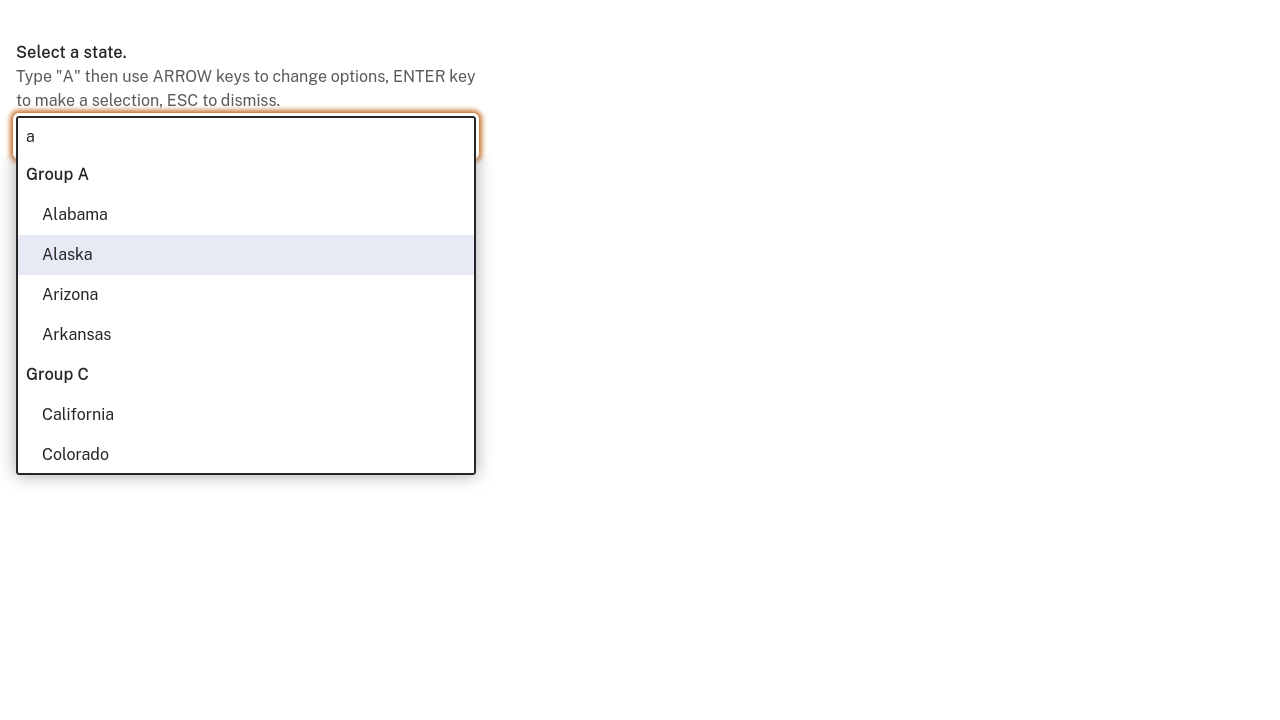 Select a state.
Type "A" then use ARROW keys to change options, ENTER key
to make a selection, ESC to dismiss.
a
Group A
Alabama
Alaska
Arizona
Arkansas
Group C
California
Colorado